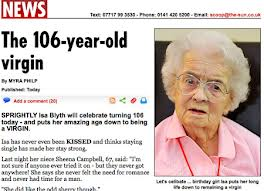 NEWS
Text: 07717 99 3530 - Phone: 0141 420 5200 - Email: scoop@the-sun.co.uk
The 106-year-old
virgin
By MYRA PHILP
Published: Today
Add a comment (20)
SPRIGHTLY Isa Blyth will celebrate turning 106
today - and puts her amazing age down to being
a VIRGIN.
Isa has never even been KISSED and thinks staying
single has made her stay strong.
Last night her niece Sheena Campbell, 67, said: "I'm
not sure if anyone ever tried it on - but they never got
anywhere! She says she never felt the need for romance
and never had time for a man.
"She did like the odd sherry though."
Let's celibate ... birthday girl Isa puts her long
life down to remaining a virgin